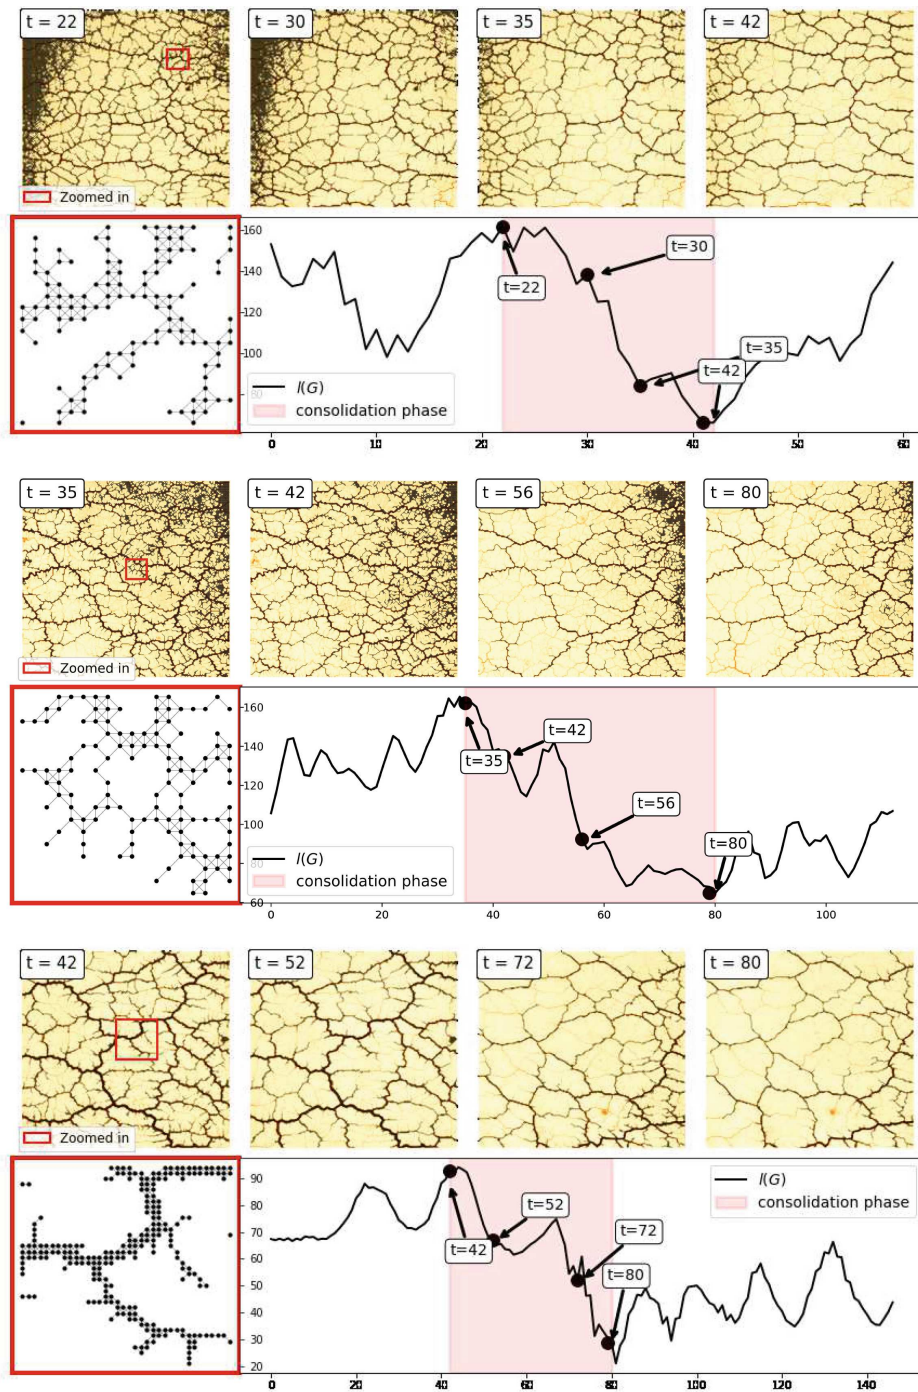 t = 22
t = 30
t = 35
t = 42
Zoomed in
160
140
120
100
80
t=30
t=22
t=35
t=42
l(G)
consolidation phase
0
10
20
30
40
50
60
t = 35
t = 42
t = 56
t = 80
Zoomed in
160
140
120
100
80
60
t=42
t=35
t=56
t=80
l(G)
consolidation phase
0
20
40
60
80
100
t = 42
t = 52
t = 72
t = 80
Zoomed in
90
80
70
60
50
40
30
20
t=52
t=42
t=72
t=80
l(G)
consolidation phase
0
20
40
60
80
100
120
140